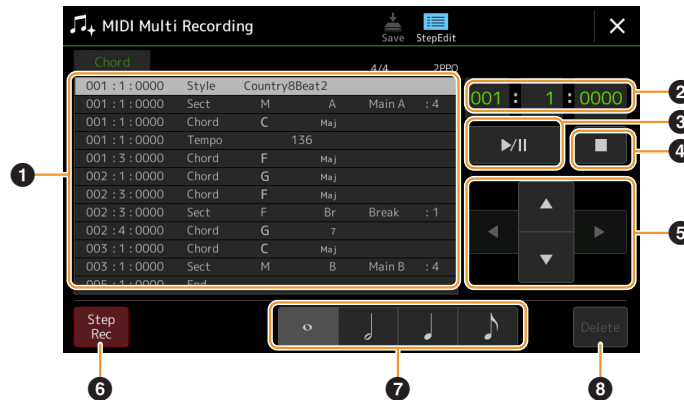 MIDI Multi Recording
Save
StepEdit
Chord
4/4
2PPQ
001 : 1 : 0000 Style Country8Beat2
001 : 1 : 0000 Sect M A Main A : 4
001 : 1 : 0000 Chord C Maj
001 : 1 : 0000 Tempo 136
001 : 3 : 0000 Chord F Maj
002 : 1 : 0000 Chord G Maj
002 : 3 : 0000 Chord F Maj
002 : 3 : 0000 Sect F Br Break : 1
002 : 4 : 0000 Chord G 7
003 : 1 : 0000 Chord C Maj
003 : 1 : 0000 Sect M B Main B : 4
005 : 1 : 0000 End
001 : 1 : 0000
Step
Rec
Delete
1
2
3
4
5
6
7
8